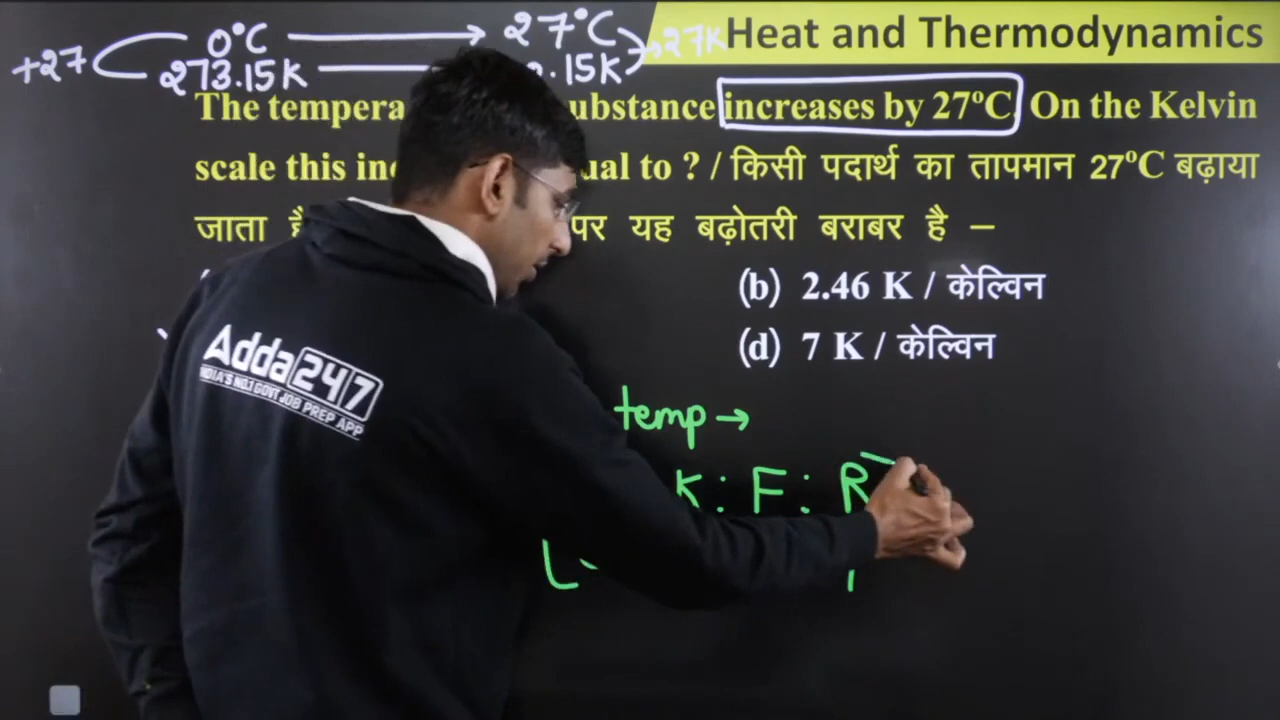 Heat and Thermodynamics
0°C → 27°C
+27
273.15K .15K +27K
The tempera ubstance increases by 27ºC. On the Kelvin
scale this in ual to ? / किसी पदार्थ का तापमान 27ºC बढ़ाया
जाता है पर यह बढ़ोतरी बराबर है –
(b) 2.46 K / केल्विन
(d) 7 K / केल्विन
temp →
K : F : R
Adda247
INDIA'S NO.1 GOVT JOB PREP APP